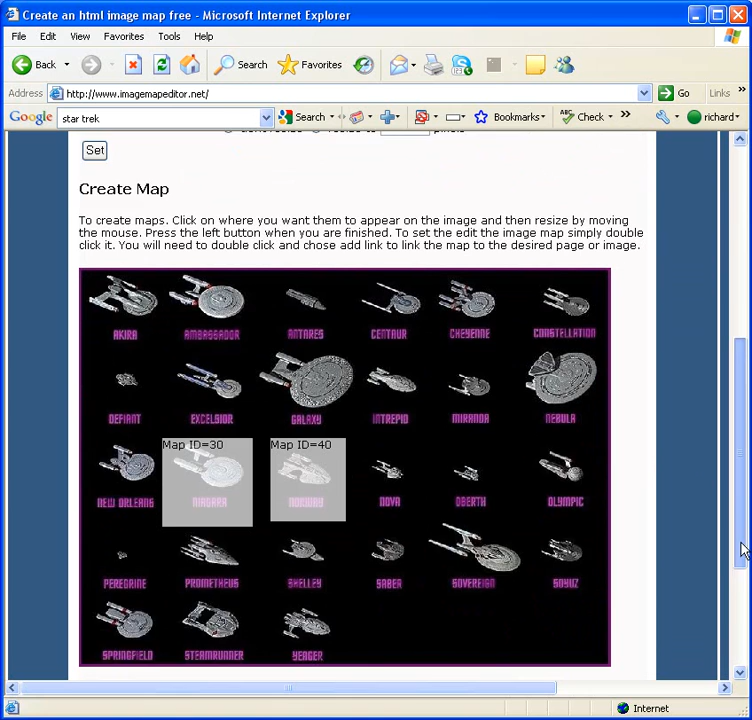 Create an html image map free - Microsoft Internet Explorer
File Edit View Favorites Tools Help
Back Search Favorites
Address http://www.imagemapeditor.net/ Go Links »
Google star trek Search Bookmarks Check » richard
Set
Create Map
To create maps. Click on where you want them to appear on the image and then resize by moving
the mouse. Press the left button when you are finished. To set the edit the image map simply double
click it. You will need to double click and chose add link to link the map to the desired page or image.
AKIRA AMBASSADOR ANTARES CENTAUR CHEYENNE CONSTELLATION
DEFIANT EXCELSIOR GALAXY INTREPID MIRANDA NEBULA
Map ID=30 Map ID=40
NEW ORLEANS NIAGARA NORWAY NOVA OBERTH OLYMPIC
PEREGRINE PROMETHEUS SHELLEY SABER SOVEREIGN SOYUZ
SPRINGFIELD STEAMRUNNER YEAGER
Internet